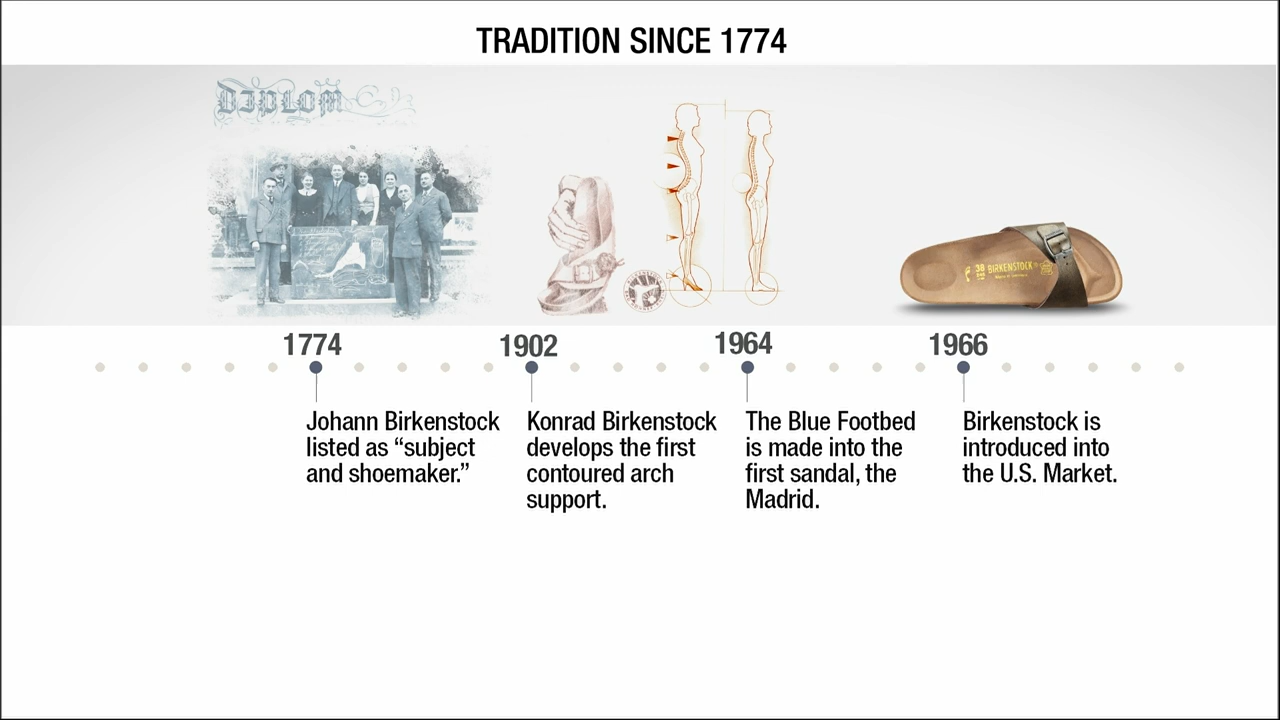 TRADITION SINCE 1774
Diplom
38
BIRKENSTOCK
1774
1902
1964
1966
Johann Birkenstock
listed as “subject
and shoemaker.”
Konrad Birkenstock
develops the first
contoured arch
support.
The Blue Footbed
is made into the
first sandal, the
Madrid.
Birkenstock is
introduced into
the U.S. Market.